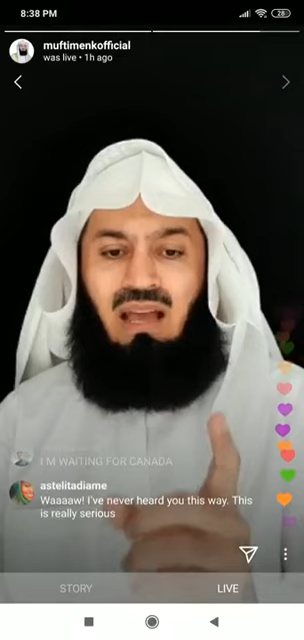 8:38 PM
28
muftimenkofficial
was live • 1h ago
I M WAITING FOR CANADA
astelitadiame
Waaaaw! I've never heard you this way. This
is really serious
STORY
LIVE